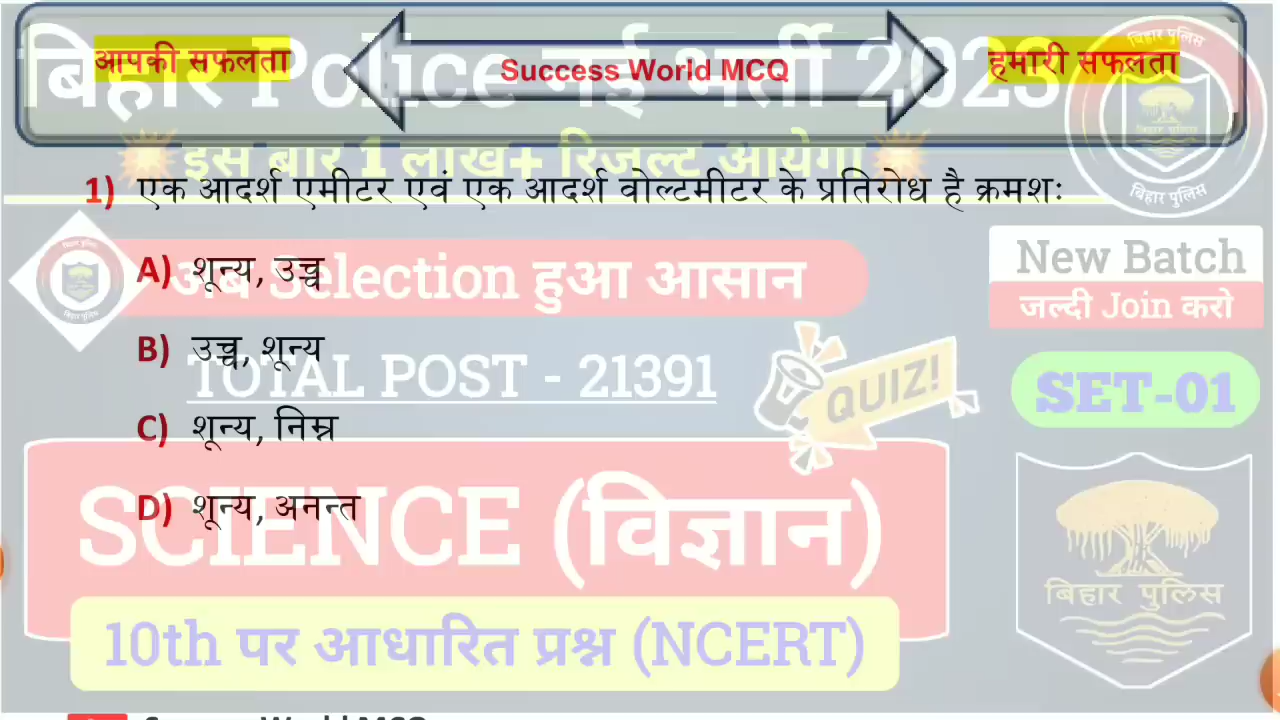 बिहार Police नई भर्ती 2023
आपकी सफलता
Success World MCQ
हमारी सफलता
बिहार पुलिस
बिहार पुलिस
बिहार पुलिस
💥इस बार 1 लाख+ रिजल्ट आयेगा💥
1) एक आदर्श एमीटर एवं एक आदर्श वोल्टमीटर के प्रतिरोध है क्रमशः
अब Selection हुआ आसान
A) शून्य, उच्च
New Batch
जल्दी Join करो
B) उच्च, शून्य
TOTAL POST - 21391
QUIZ!
SET-01
C) शून्य, निम्न
D) शून्य, अनन्त
SCIENCE (विज्ञान)
बिहार पुलिस
10th पर आधारित प्रश्न (NCERT)